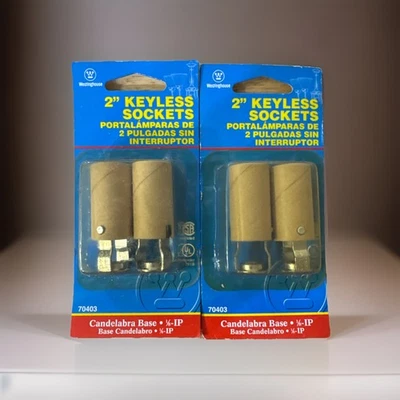 Westinghouse
2" KEYLESS
SOCKETS
PORTALÁMPARAS DE
2 PULGADAS SIN
INTERRUPTOR
70403
Candelabra Base • ⅛-IP
Base Candelabro • ⅛-IP
Westinghouse
2" KEYLESS
SOCKETS
PORTALÁMPARAS DE
2 PULGADAS SIN
INTERRUPTOR
70403
Candelabra Base • ⅛-IP
Base Candelabro • ⅛-IP